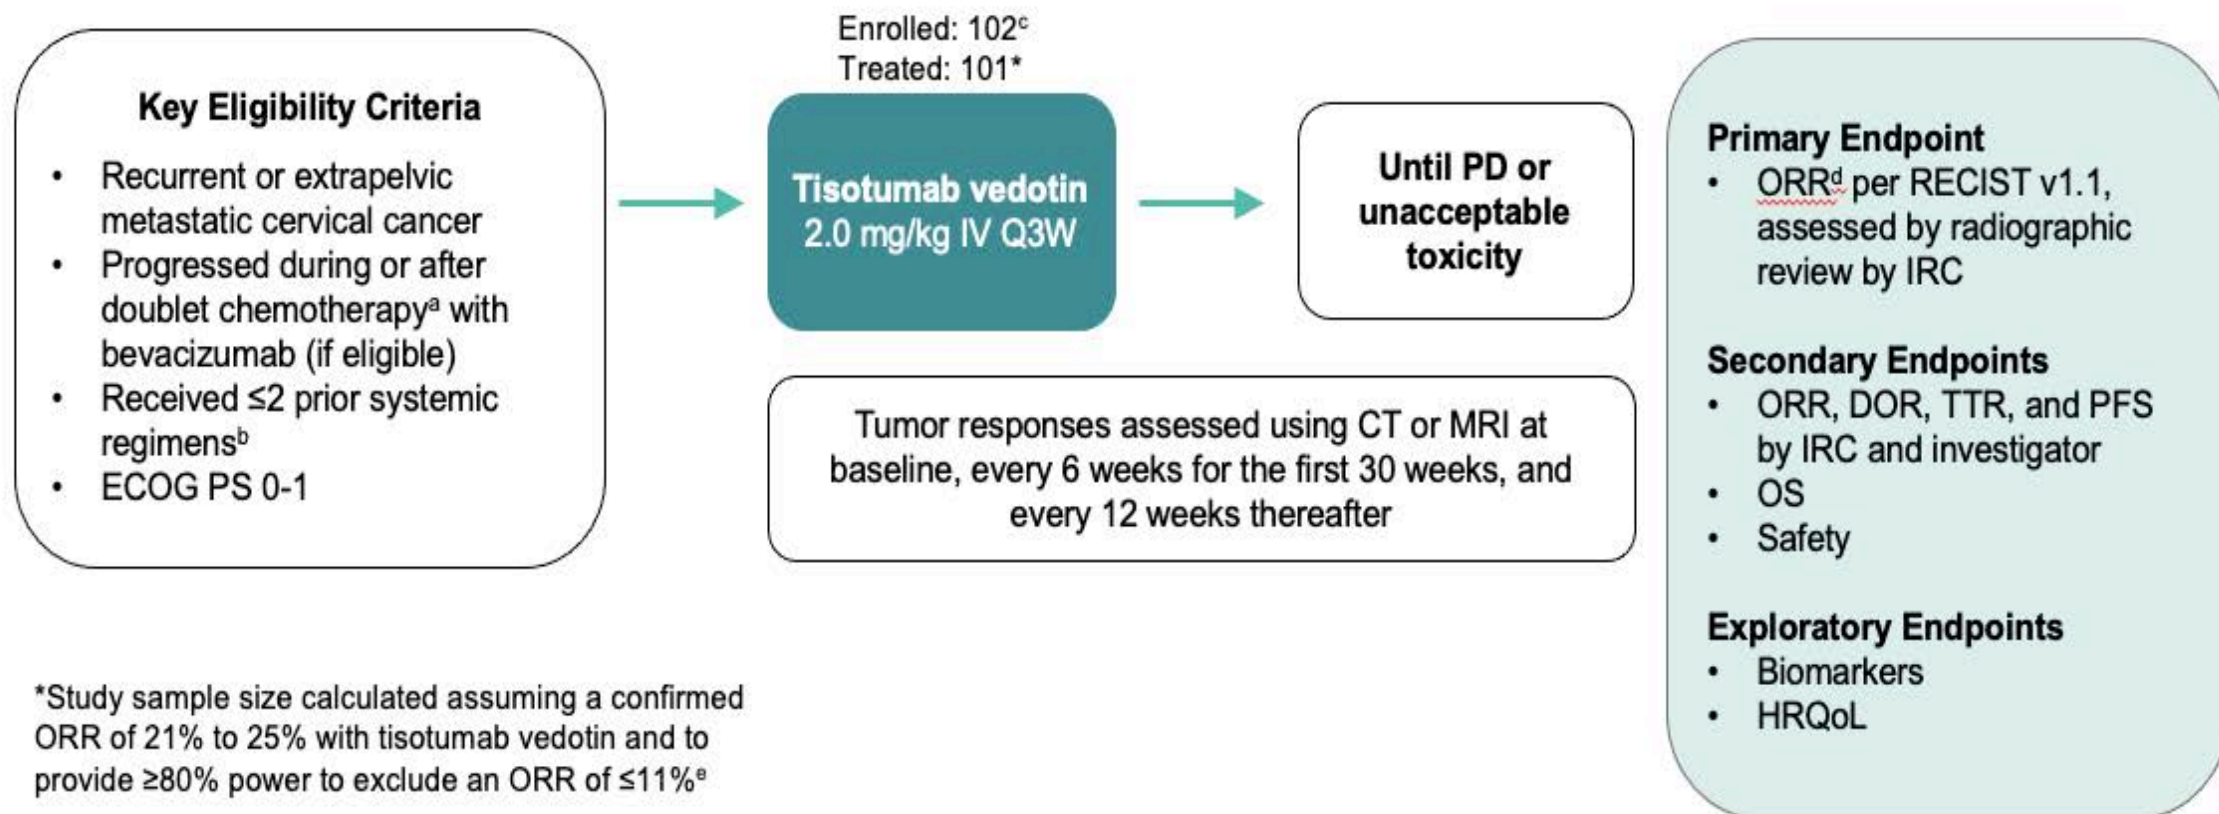 Key Eligibility Criteria
• Recurrent or extrapelvic
metastatic cervical cancer
• Progressed during or after
doublet chemotherapyᵃ with
bevacizumab (if eligible)
• Received ≤2 prior systemic
regimensᵇ
• ECOG PS 0-1
Enrolled: 102ᶜ
Treated: 101*
Tisotumab vedotin
2.0 mg/kg IV Q3W
Until PD or
unacceptable
toxicity
Tumor responses assessed using CT or MRI at
baseline, every 6 weeks for the first 30 weeks, and
every 12 weeks thereafter
Primary Endpoint
• ORRᵈ per RECIST v1.1,
assessed by radiographic
review by IRC
Secondary Endpoints
• ORR, DOR, TTR, and PFS
by IRC and investigator
• OS
• Safety
Exploratory Endpoints
• Biomarkers
• HRQoL
*Study sample size calculated assuming a confirmed
ORR of 21% to 25% with tisotumab vedotin and to
provide ≥80% power to exclude an ORR of ≤11%ᵉ